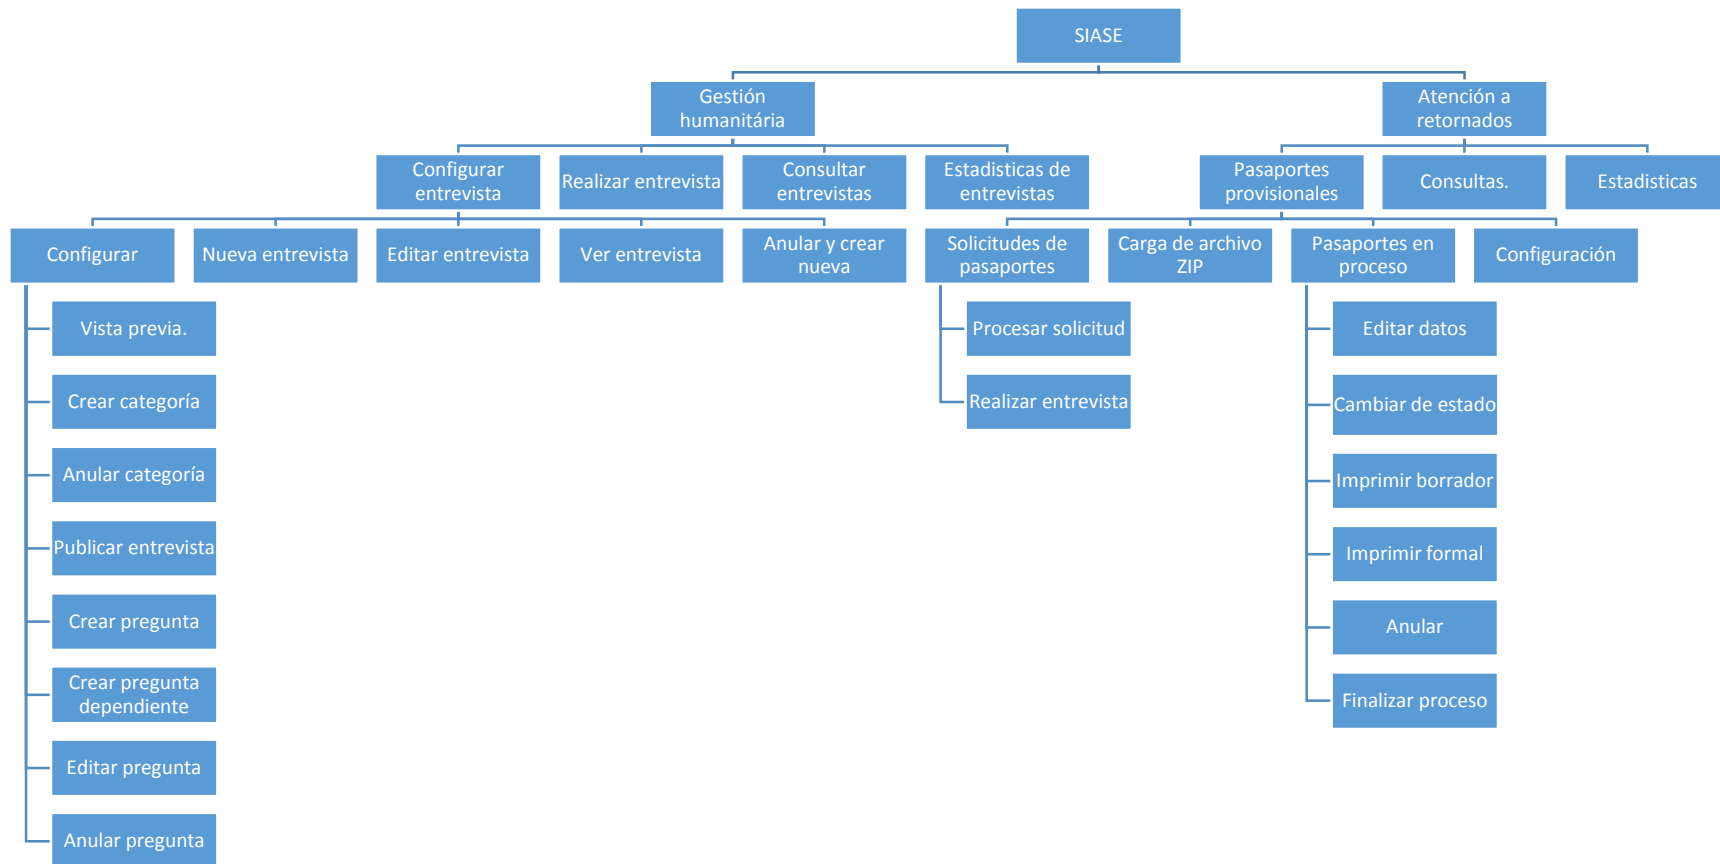 SIASE
Gestión
humanitária
Atención a
retornados
Configurar
entrevista
Realizar entrevista
Consultar
entrevistas
Estadisticas de
entrevistas
Pasaportes
provisionales
Consultas.
Estadisticas
Configurar
Nueva entrevista
Editar entrevista
Ver entrevista
Anular y crear
nueva
Solicitudes de
pasaportes
Carga de archivo
ZIP
Pasaportes en
proceso
Configuración
Vista previa.
Crear categoría
Anular categoría
Publicar entrevista
Crear pregunta
Crear pregunta
dependiente
Editar pregunta
Anular pregunta
Procesar solicitud
Realizar entrevista
Editar datos
Cambiar de estado
Imprimir borrador
Imprimir formal
Anular
Finalizar proceso